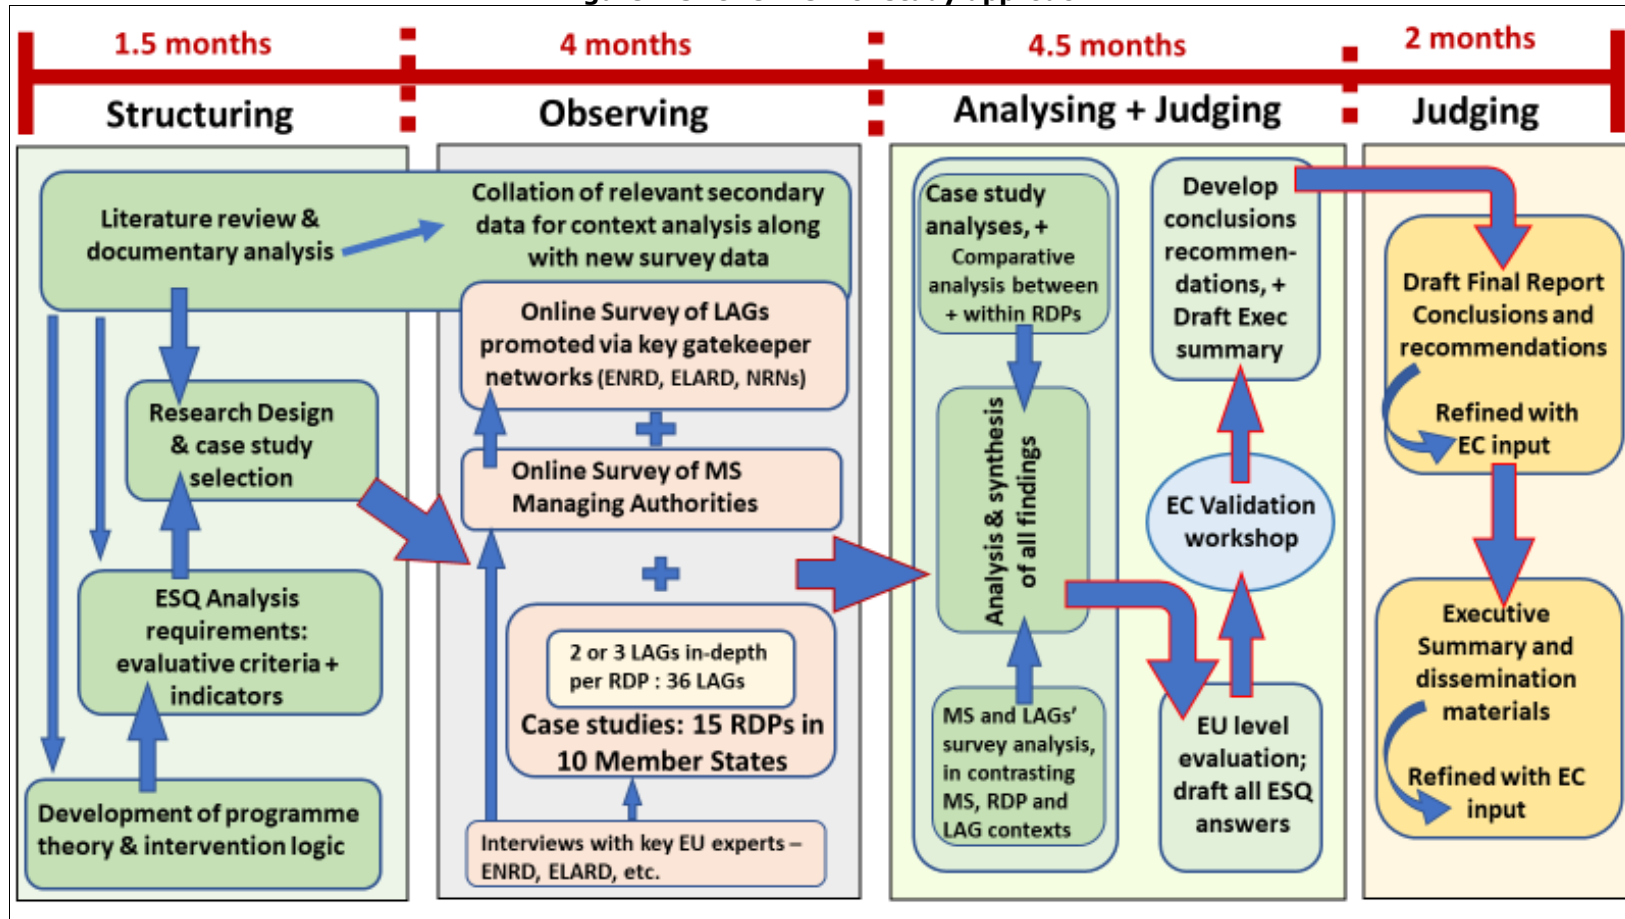 1.5 months
4 months
4.5 months
2 months
Structuring
Observing
Analysing + Judging
Judging
Literature review &
documentary analysis
Research Design
& case study
selection
ESQ Analysis
requirements:
evaluative criteria +
indicators
Development of programme
theory & intervention logic
Collation of relevant secondary
data for context analysis along
with new survey data
Online Survey of LAGs
promoted via key gatekeeper
networks (ENRD, ELARD, NRNs)
Online Survey of MS
Managing Authorities
2 or 3 LAGs in-depth
per RDP : 36 LAGs
Case studies: 15 RDPs in
10 Member States
Interviews with key EU experts –
ENRD, ELARD, etc.
Case study
analyses, +
Comparative
analysis between
+ within RDPs
Analysis & synthesis
of all findings
MS and LAGs'
survey analysis,
in contrasting
MS, RDP and
LAG contexts
Develop
conclusions
recommen-
dations, +
Draft Exec
summary
EC Validation
workshop
EU level
evaluation;
draft all ESQ
answers
Draft Final Report
Conclusions and
recommendations
Refined with
EC input
Executive
Summary and
dissemination
materials
Refined with EC
input